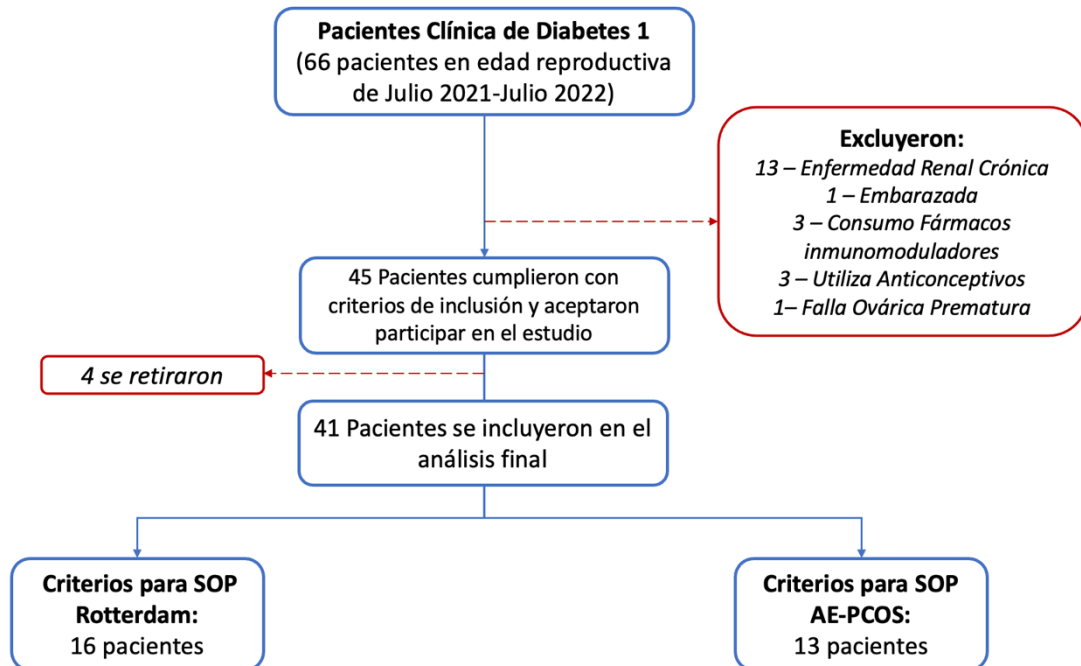 Pacientes Clínica de Diabetes 1
(66 pacientes en edad reproductiva
de Julio 2021-Julio 2022)
Excluyeron:
13 – Enfermedad Renal Crónica
1 – Embarazada
3 – Consumo Fármacos
inmunomoduladores
3 – Utiliza Anticonceptivos
1– Falla Ovárica Prematura
45 Pacientes cumplieron con
criterios de inclusión y aceptaron
participar en el estudio
4 se retiraron
41 Pacientes se incluyeron en el
análisis final
Criterios para SOP
Rotterdam:
16 pacientes
Criterios para SOP
AE-PCOS:
13 pacientes